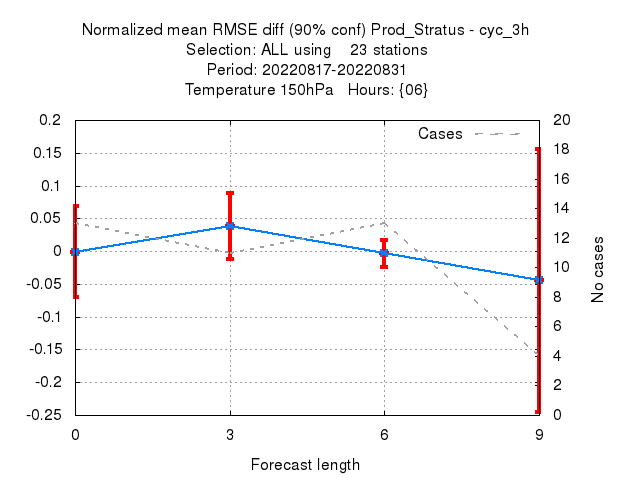 Normalized mean RMSE diff (90% conf) Prod_Stratus - cyc_3h
Selection: ALL using 23 stations
Period: 20220817-20220831
Temperature 150hPa Hours: {06}
Cases
0.2
0.15
0.1
0.05
0
-0.05
-0.1
-0.15
-0.2
-0.25
20
18
16
14
12
10
8
6
4
2
0
No cases
0 3 6 9
Forecast length